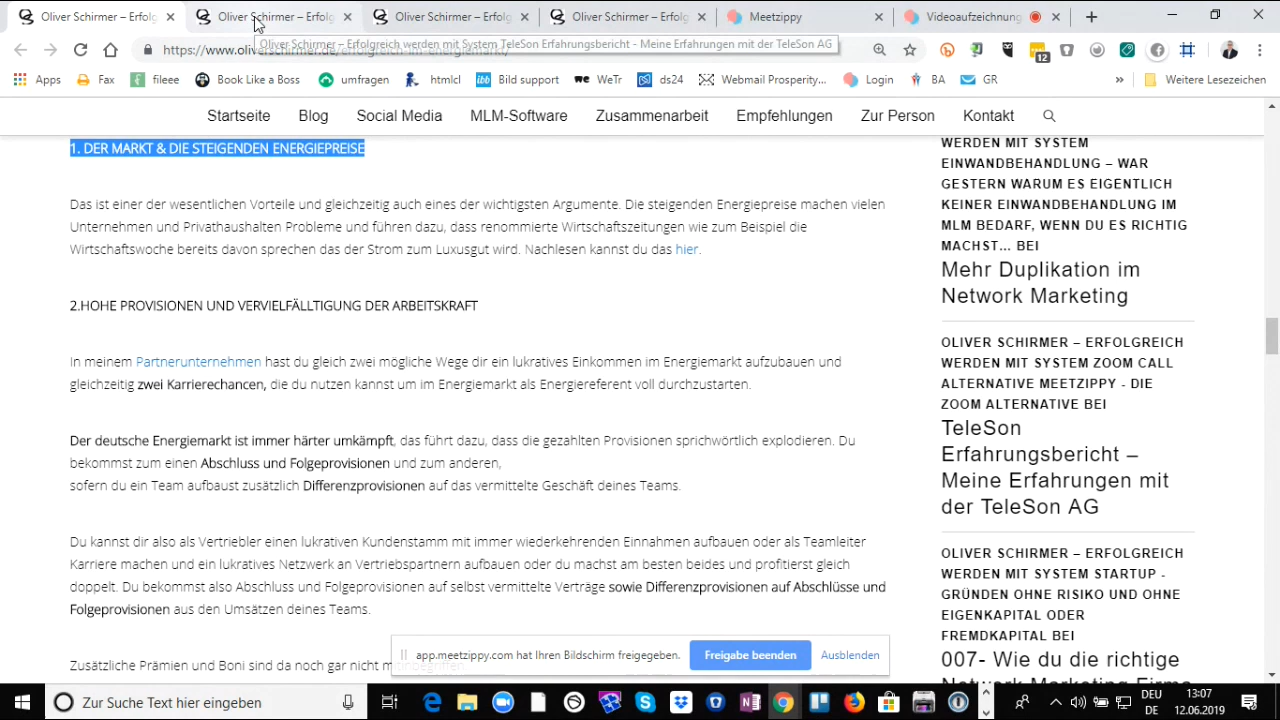 Oliver Schirmer – Erfolg
Oliver Schirmer – Erfolg
Oliver Schirmer – Erfolg
Oliver Schirmer – Erfolg
Meetzippy
Videoaufzeichnung
Oliver Schirmer – Erfolgreich werden mit System TeleSon Erfahrungsbericht - Meine Erfahrungen mit der TeleSon AG
https://www.oliverschirmer.de/erfolgreich-im-energiemarkt/
12
Apps
Fax
fileee
Book Like a Boss
umfragen
htmlcl
ibb
Bild support
WeTr
ds24
Webmail Prosperity...
Login
BA
GR
»
Weitere Lesezeichen
Startseite
Blog
Social Media
MLM-Software
Zusammenarbeit
Empfehlungen
Zur Person
Kontakt
1. DER MARKT & DIE STEIGENDEN ENERGIEPREISE
Das ist einer der wesentlichen Vorteile und gleichzeitig auch eines der wichtigsten Argumente. Die steigenden Energiepreise machen vielen
Unternehmen und Privathaushalten Probleme und führen dazu, dass renommierte Wirtschaftszeitungen wie zum Beispiel die
Wirtschaftswoche bereits davon sprechen das der Strom zum Luxusgut wird. Nachlesen kannst du das hier.
2.HOHE PROVISIONEN UND VERVIELFÄLLTIGUNG DER ARBEITSKRAFT
In meinem Partnerunternehmen hast du gleich zwei mögliche Wege dir ein lukratives Einkommen im Energiemarkt aufzubauen und
gleichzeitig zwei Karrierechancen, die du nutzen kannst um im Energiemarkt als Energiereferent voll durchzustarten.
Der deutsche Energiemarkt ist immer härter umkämpft, das führt dazu, dass die gezahlten Provisionen sprichwörtlich explodieren. Du
bekommst zum einen Abschluss und Folgeprovisionen und zum anderen,
sofern du ein Team aufbaust zusätzlich Differenzprovisionen auf das vermittelte Geschäft deines Teams.
Du kannst dir also als Vertriebler einen lukrativen Kundenstamm mit immer wiederkehrenden Einnahmen aufbauen oder als Teamleiter
Karriere machen und ein lukratives Netzwerk an Vertriebspartnern aufbauen oder du machst am besten beides und profitierst gleich
doppelt. Du bekommst also Abschluss und Folgeprovisionen auf selbst vermittelte Verträge sowie Differenzprovisionen auf Abschlüsse und
Folgeprovisionen aus den Umsätzen deines Teams.
Zusätzliche Prämien und Boni sind da noch gar nicht mitinbegriffen
WERDEN MIT SYSTEM
EINWANDBEHANDLUNG – WAR
GESTERN WARUM ES EIGENTLICH
KEINER EINWANDBEHANDLUNG IM
MLM BEDARF, WENN DU ES RICHTIG
MACHST... BEI
Mehr Duplikation im
Network Marketing
OLIVER SCHIRMER – ERFOLGREICH
WERDEN MIT SYSTEM ZOOM CALL
ALTERNATIVE MEETZIPPY - DIE
ZOOM ALTERNATIVE BEI
TeleSon
Erfahrungsbericht –
Meine Erfahrungen mit
der TeleSon AG
OLIVER SCHIRMER – ERFOLGREICH
WERDEN MIT SYSTEM STARTUP -
GRÜNDEN OHNE RISIKO UND OHNE
EIGENKAPITAL ODER
FREMDKAPITAL BEI
007- Wie du die richtige
Network Marketing Firma
app.meetzippy.com hat Ihren Bildschirm freigegeben.
Freigabe beenden
Ausblenden
Zur Suche Text hier eingeben
DEU
DE
13:07
12.06.2019